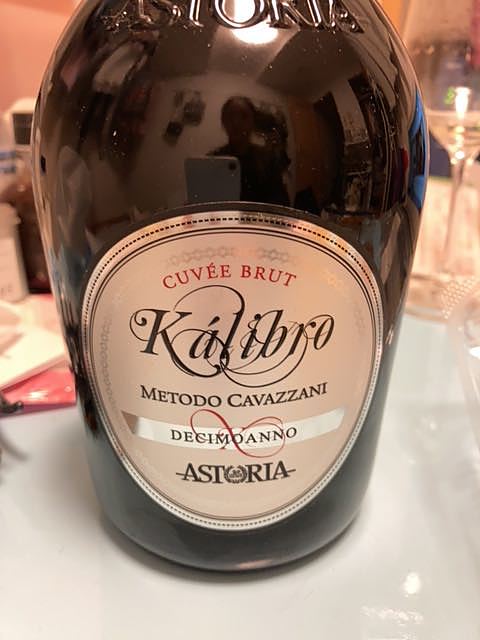 ASTORIA
CUVÉE BRUT
Kálibro
METODO CAVAZZANI
X
DECIMOANNO
ASTORIA